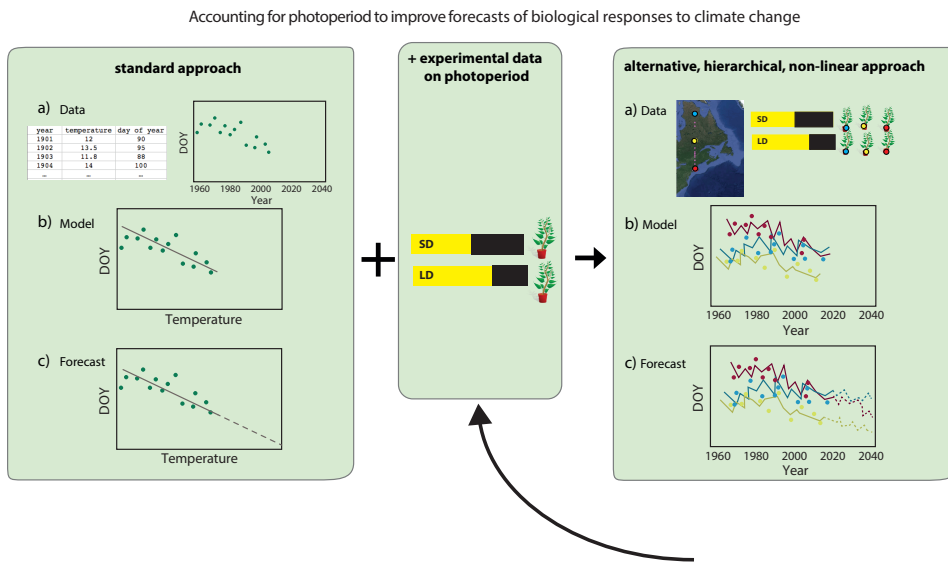 Accounting for photoperiod to improve forecasts of biological responses to climate change
standard approach
a) Data
year temperature day of year
1901 12 90
1902 13.5 95
1903 11.8 88
1904 14 100
… … …
DOY
1960 1980 2000 2020 2040
Year
b) Model
DOY
Temperature
c) Forecast
DOY
Temperature
+ experimental data
on photoperiod
SD
LD
alternative, hierarchical, non-linear approach
a) Data
SD
LD
b) Model
DOY
1960 1980 2000 2020 2040
Year
c) Forecast
DOY
1960 1980 2000 2020 2040
Year